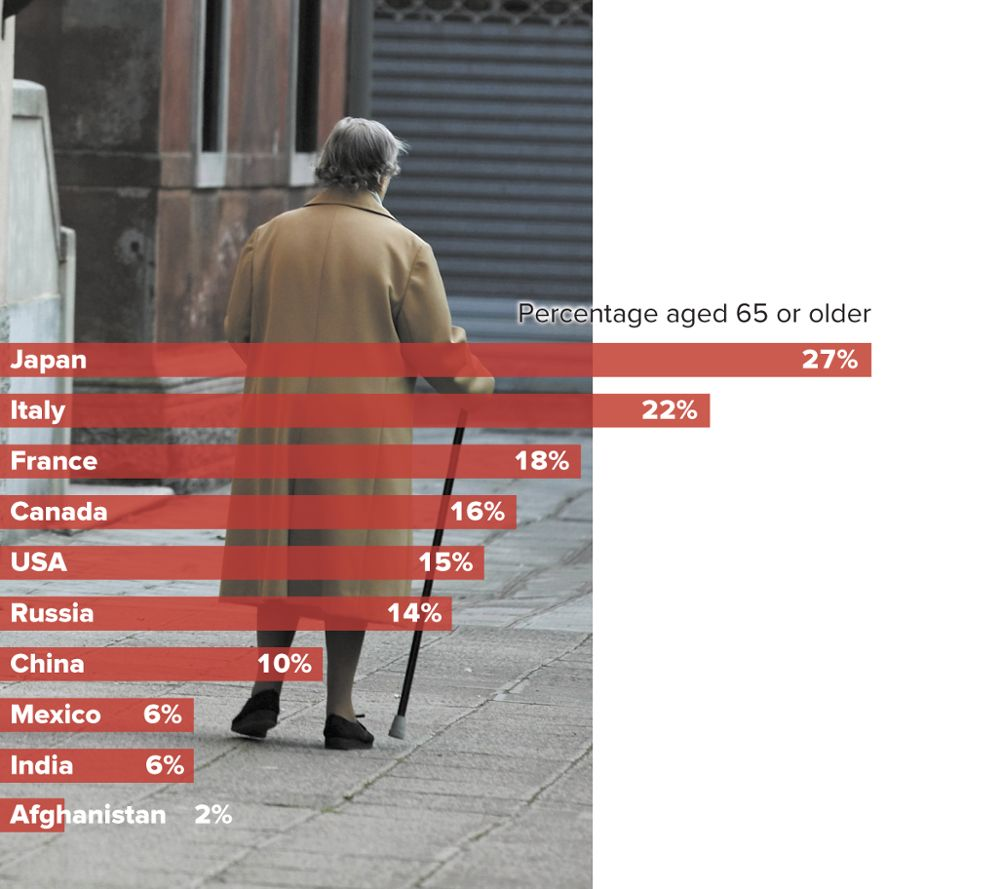 Percentage aged 65 or older
Japan 27%
Italy 22%
France 18%
Canada 16%
USA 15%
Russia 14%
China 10%
Mexico 6%
India 6%
Afghanistan 2%